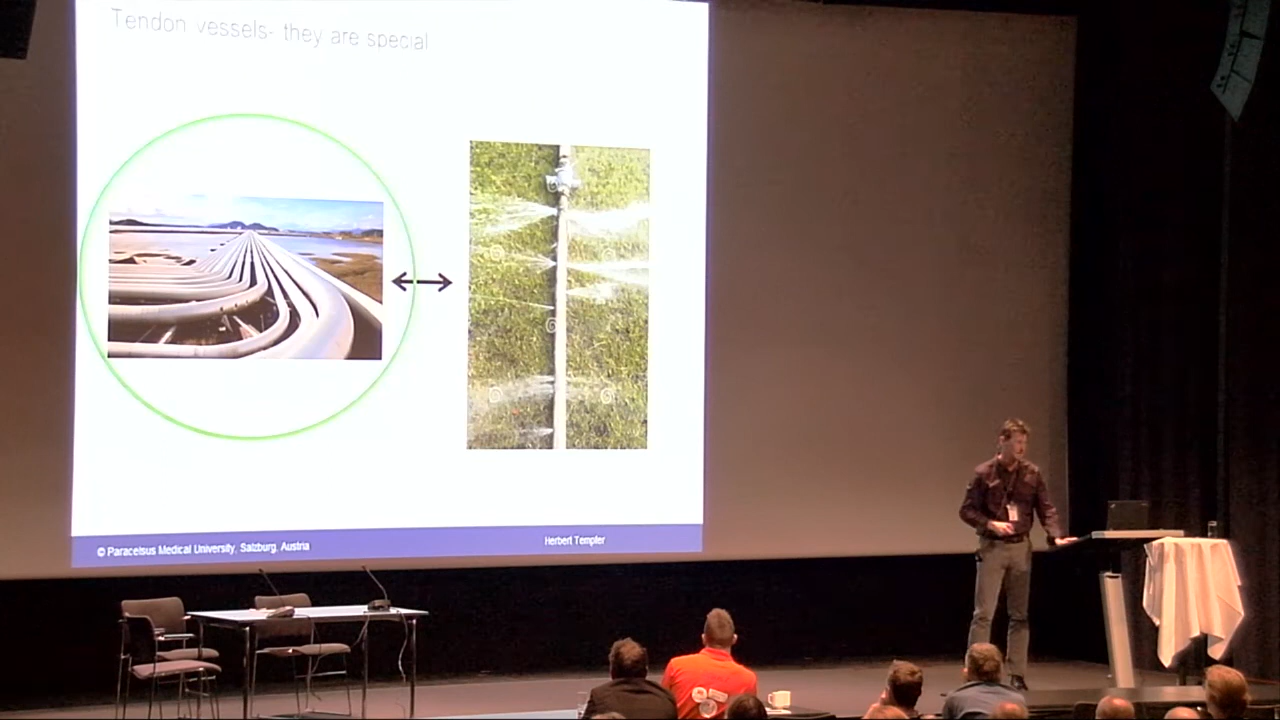 Tendon vessels- they are special
© Paracelsus Medical University, Salzburg, Austria
Herbert Tempfer